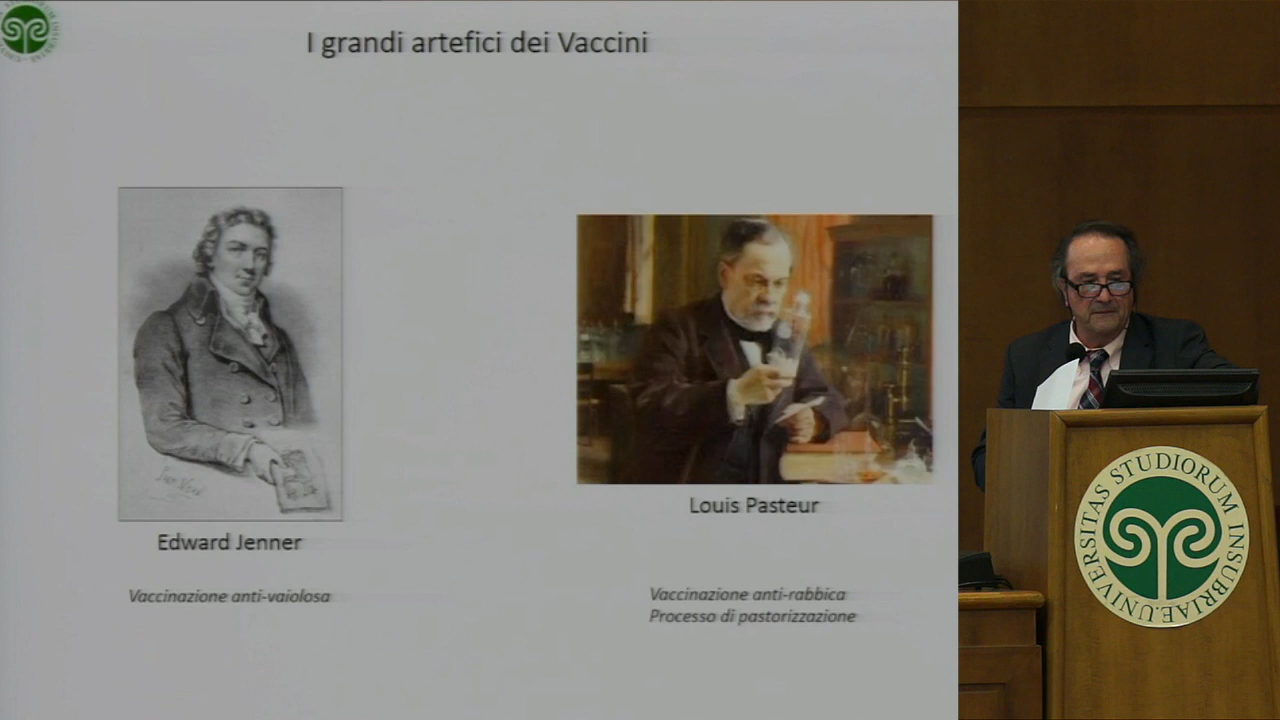 I grandi artefici dei Vaccini
Edward Jenner
Vaccinazione anti-vaiolosa
Louis Pasteur
Vaccinazione anti-rabbica
Processo di pastorizzazione
UNIVERSITAS STUDIORUM INSUBRIAE